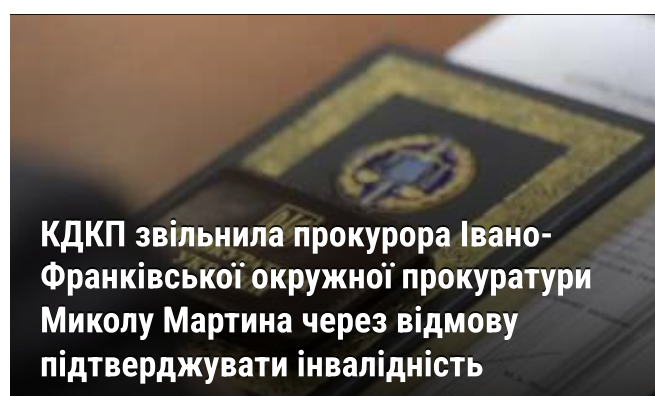 КДКП звільнила прокурора Івано-
Франківської окружної прокуратури
Миколу Мартина через відмову
підтверджувати інвалідність